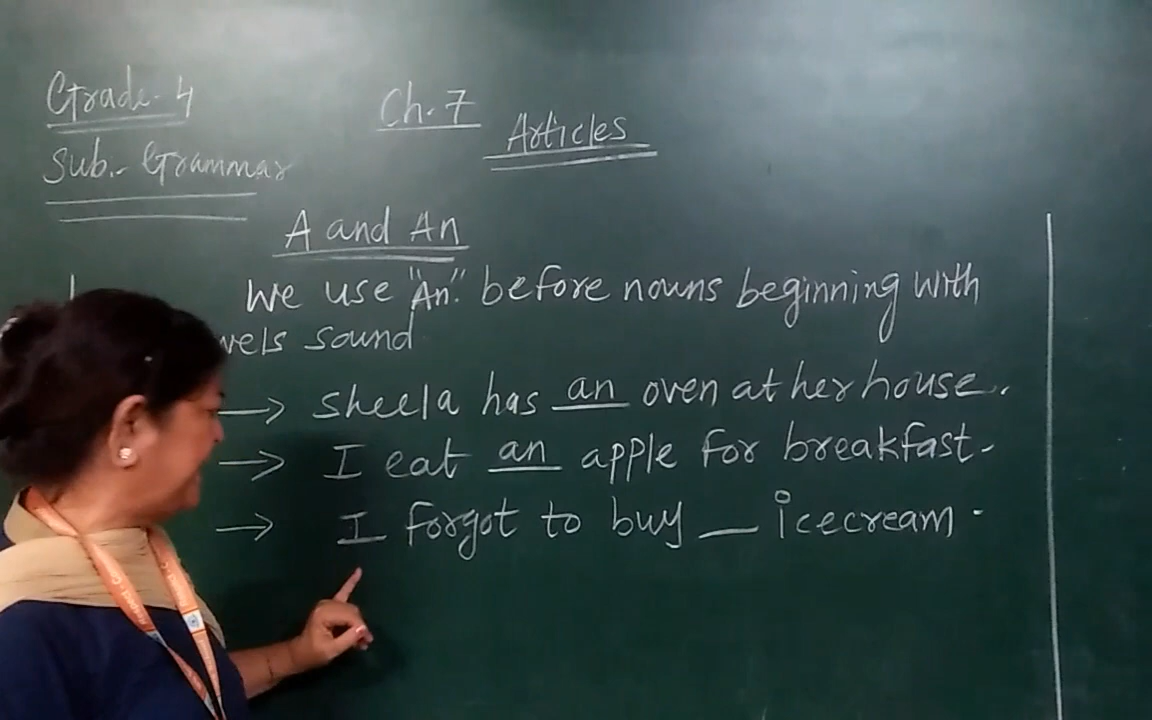 Grade-4
Ch-7
Articles
Sub.- Grammar
A and An
We use "An." before nouns beginning with
sound
→ Sheela has an oven at her house.
→ I eat an apple for breakfast.
→ I forgot to buy __ icecream.